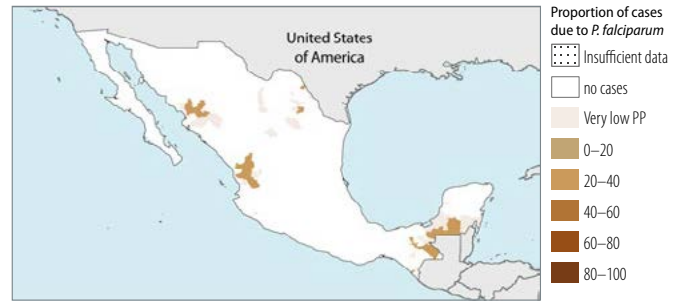 United States
of America
Proportion of cases
due to P. falciparum
Insufficient data
no cases
Very low PP
0–20
20–40
40–60
60–80
80–100